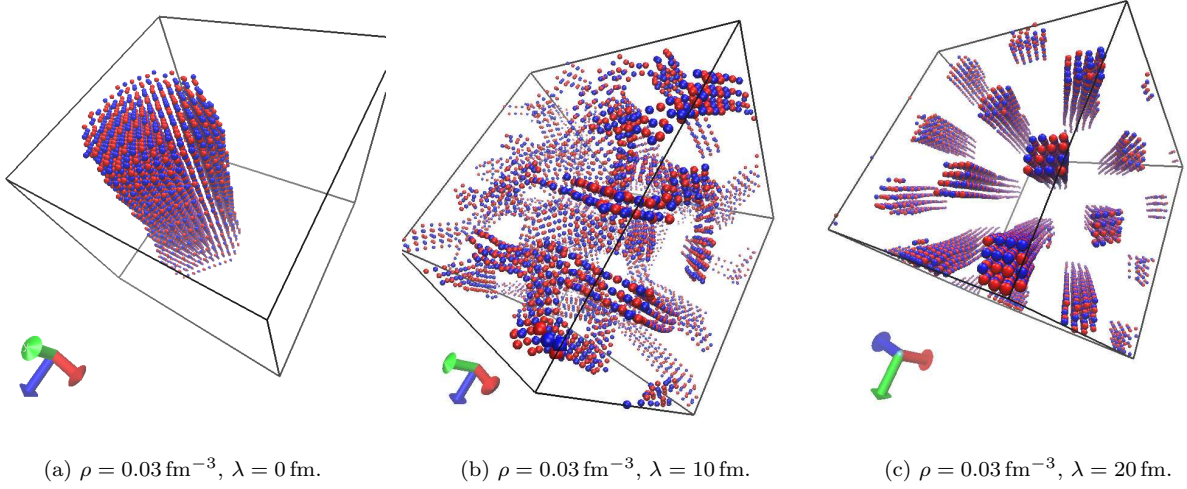 (a) ρ = 0.03 fm⁻³, λ = 0 fm.
(b) ρ = 0.03 fm⁻³, λ = 10 fm.
(c) ρ = 0.03 fm⁻³, λ = 20 fm.